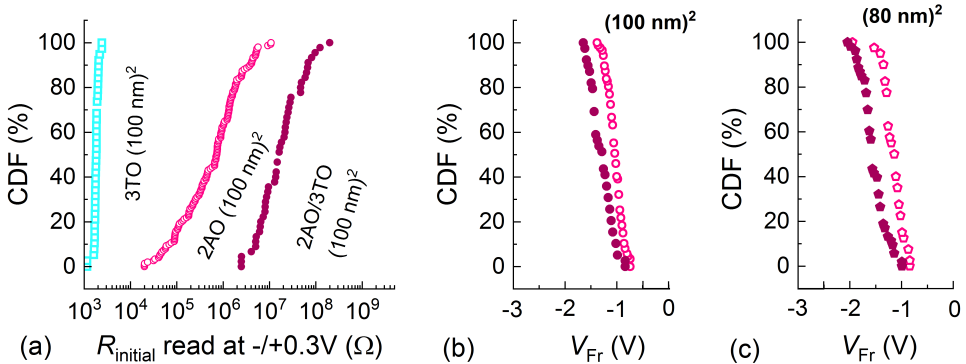 100
80
60
40
20
0
CDF (%)
3TO (100 nm)²
2AO (100 nm)²
2AO/3TO
(100 nm)²
10³ 10⁴ 10⁵ 10⁶ 10⁷ 10⁸ 10⁹
(a) R_initial read at -/+0.3V (Ω)
(100 nm)²
100
80
60
40
20
0
CDF (%)
-3 -2 -1 0
(b) V_Fr (V)
(80 nm)²
100
80
60
40
20
0
CDF (%)
-3 -2 -1 0
(c) V_Fr (V)